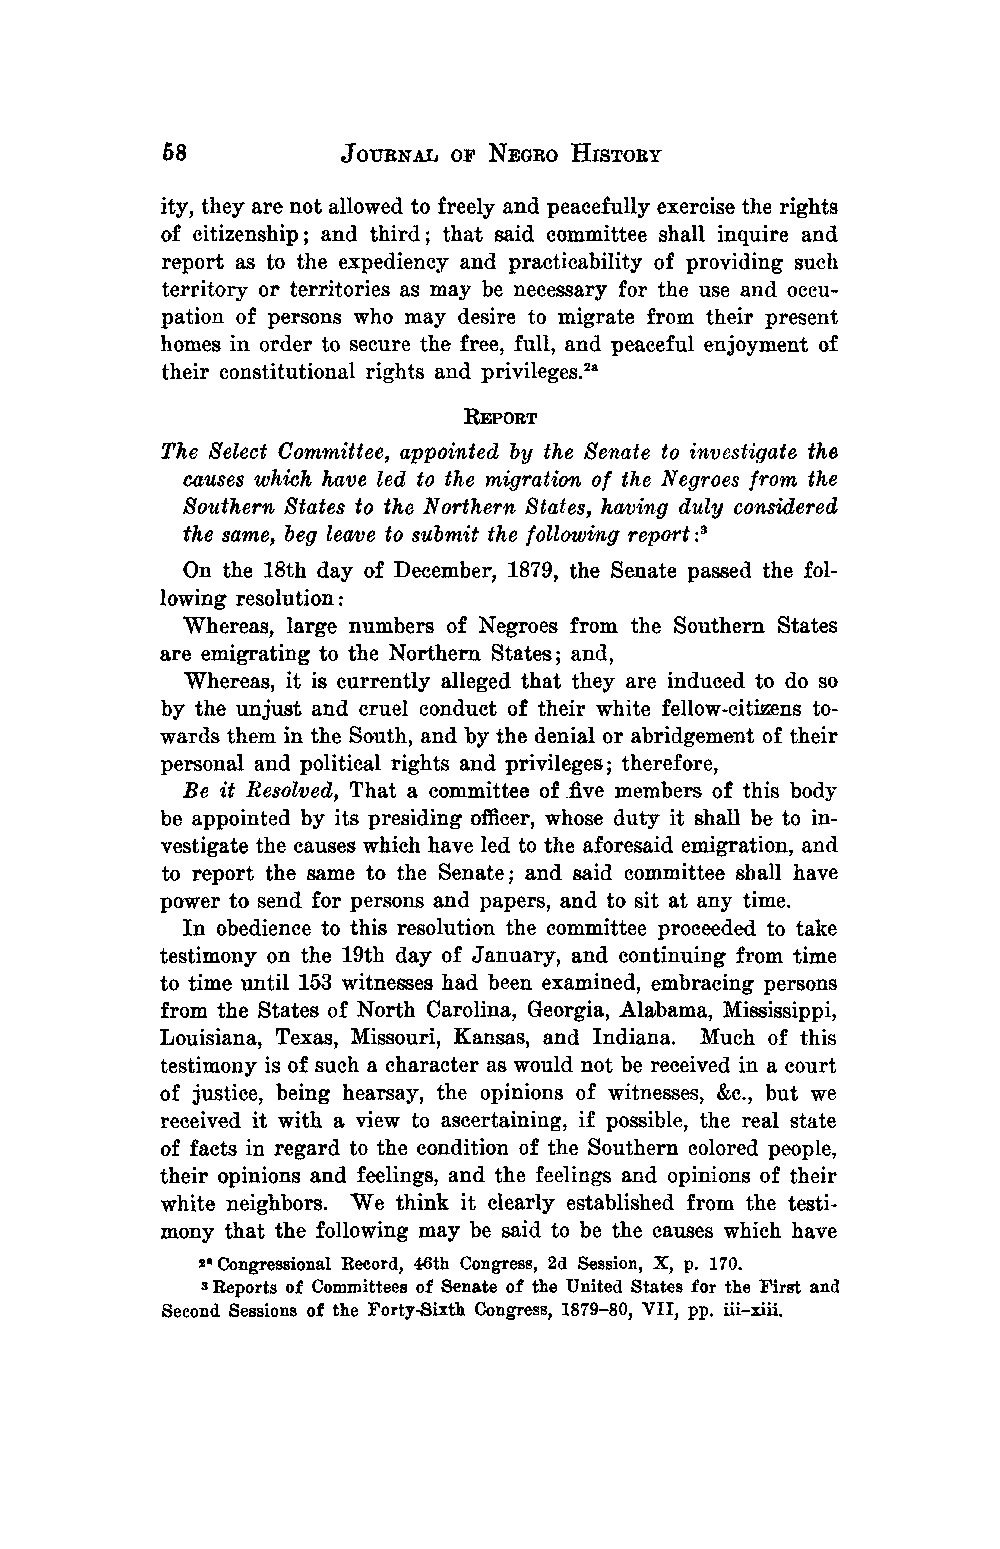 58 JOURNAL OF NEGRO HISTORY
ity, they are not allowed to freely and peacefully exercise the rights
of citizenship; and third; that said committee shall inquire and
report as to the expediency and practicability of providing such
territory or territories as may be necessary for the use and occu-
pation of persons who may desire to migrate from their present
homes in order to secure the free, full, and peaceful enjoyment of
their constitutional rights and privileges.²ᵃ
REPORT
The Select Committee, appointed by the Senate to investigate the
causes which have led to the migration of the Negroes from the
Southern States to the Northern States, having duly considered
the same, beg leave to submit the following report:³
On the 18th day of December, 1879, the Senate passed the fol-
lowing resolution:
Whereas, large numbers of Negroes from the Southern States
are emigrating to the Northern States; and,
Whereas, it is currently alleged that they are induced to do so
by the unjust and cruel conduct of their white fellow-citizens to-
wards them in the South, and by the denial or abridgement of their
personal and political rights and privileges; therefore,
Be it Resolved, That a committee of five members of this body
be appointed by its presiding officer, whose duty it shall be to in-
vestigate the causes which have led to the aforesaid emigration, and
to report the same to the Senate; and said committee shall have
power to send for persons and papers, and to sit at any time.
In obedience to this resolution the committee proceeded to take
testimony on the 19th day of January, and continuing from time
to time until 153 witnesses had been examined, embracing persons
from the States of North Carolina, Georgia, Alabama, Mississippi,
Louisiana, Texas, Missouri, Kansas, and Indiana. Much of this
testimony is of such a character as would not be received in a court
of justice, being hearsay, the opinions of witnesses, &c., but we
received it with a view to ascertaining, if possible, the real state
of facts in regard to the condition of the Southern colored people,
their opinions and feelings, and the feelings and opinions of their
white neighbors. We think it clearly established from the testi-
mony that the following may be said to be the causes which have
²ᵃ Congressional Record, 46th Congress, 2d Session, X, p. 170.
³ Reports of Committees of Senate of the United States for the First and
Second Sessions of the Forty-Sixth Congress, 1879–80, VII, pp. iii–xiii.